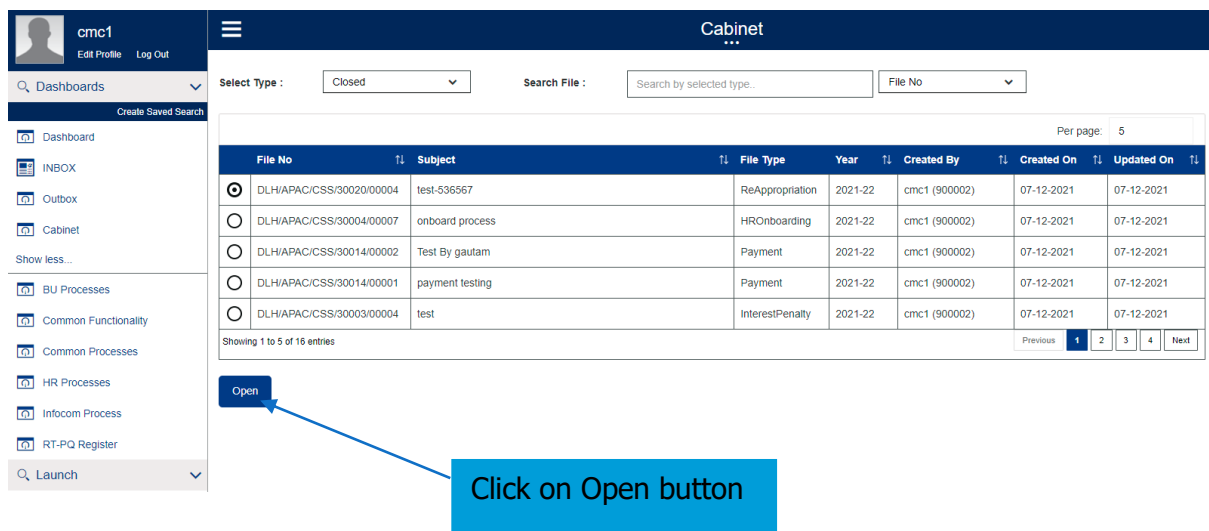 cmc1
Edit Profile Log Out
Dashboards
Create Saved Search
Dashboard
INBOX
Outbox
Cabinet
Show less...
BU Processes
Common Functionality
Common Processes
HR Processes
Infocom Process
RT-PQ Register
Launch
Cabinet
Select Type : Closed Search File : Search by selected type.. File No
Per page: 5
File No Subject File Type Year Created By Created On Updated On
DLH/APAC/CSS/30020/00004 test-536567 ReAppropriation 2021-22 cmc1 (900002) 07-12-2021 07-12-2021
DLH/APAC/CSS/30004/00007 onboard process HROnboarding 2021-22 cmc1 (900002) 07-12-2021 07-12-2021
DLH/APAC/CSS/30014/00002 Test By gautam Payment 2021-22 cmc1 (900002) 07-12-2021 07-12-2021
DLH/APAC/CSS/30014/00001 payment testing Payment 2021-22 cmc1 (900002) 07-12-2021 07-12-2021
DLH/APAC/CSS/30003/00004 test InterestPenalty 2021-22 cmc1 (900002) 07-12-2021 07-12-2021
Showing 1 to 5 of 16 entries Previous 1 2 3 4 Next
Open
Click on Open button